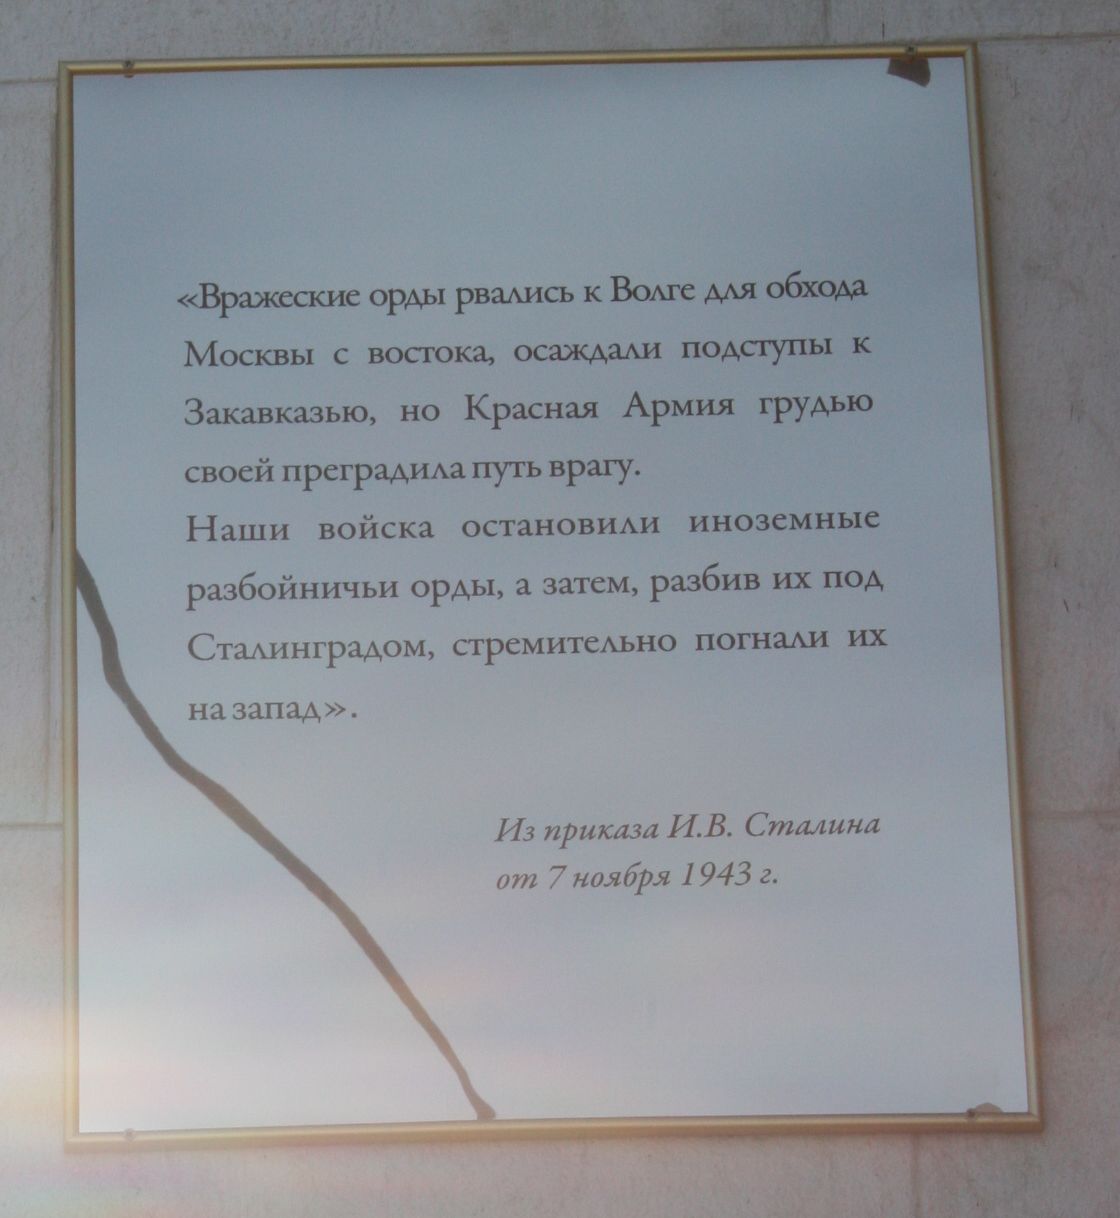 «Вражеские орды рвались к Волге для обхода
Москвы с востока, осаждали подступы к
Закавказью, но Красная Армия грудью
своей преградила путь врагу.
Наши войска остановили иноземные
разбойничьи орды, а затем, разбив их под
Сталинградом, стремительно погнали их
на запад».
Из приказа И.В. Сталина
от 7 ноября 1943 г.